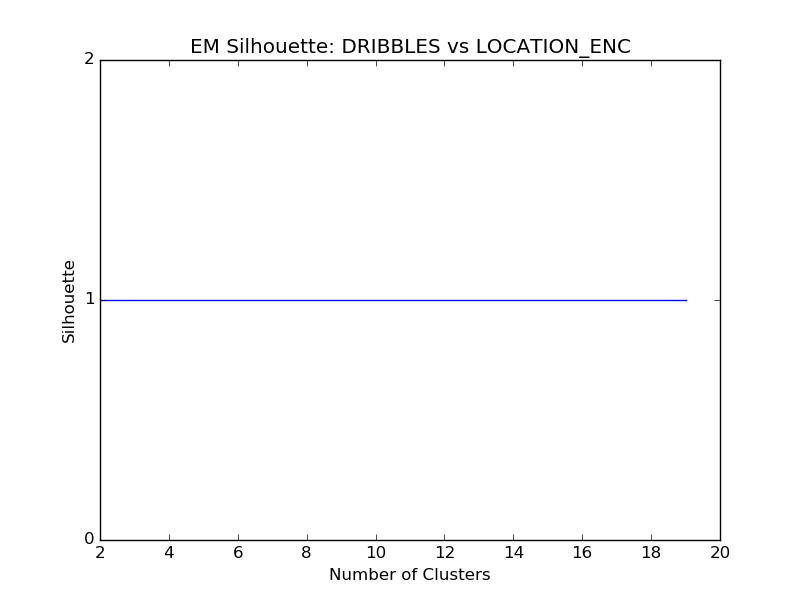 EM Silhouette: DRIBBLES vs LOCATION_ENC
2
1
0
Silhouette
2 4 6 8 10 12 14 16 18 20
Number of Clusters